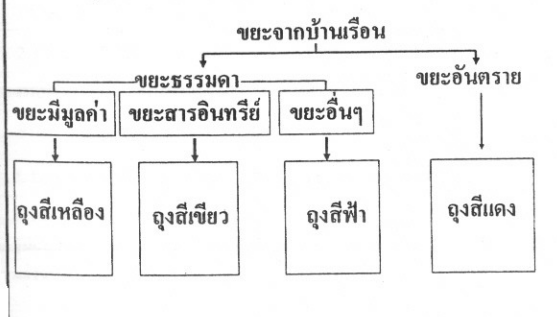 ขยะจากบ้านเรือน
ขยะธรรมดา ขยะอันตราย
ขยะมีมูลค่า ขยะสารอินทรีย์ ขยะอื่นๆ
ถุงสีเหลือง ถุงสีเขียว ถุงสีฟ้า ถุงสีแดง